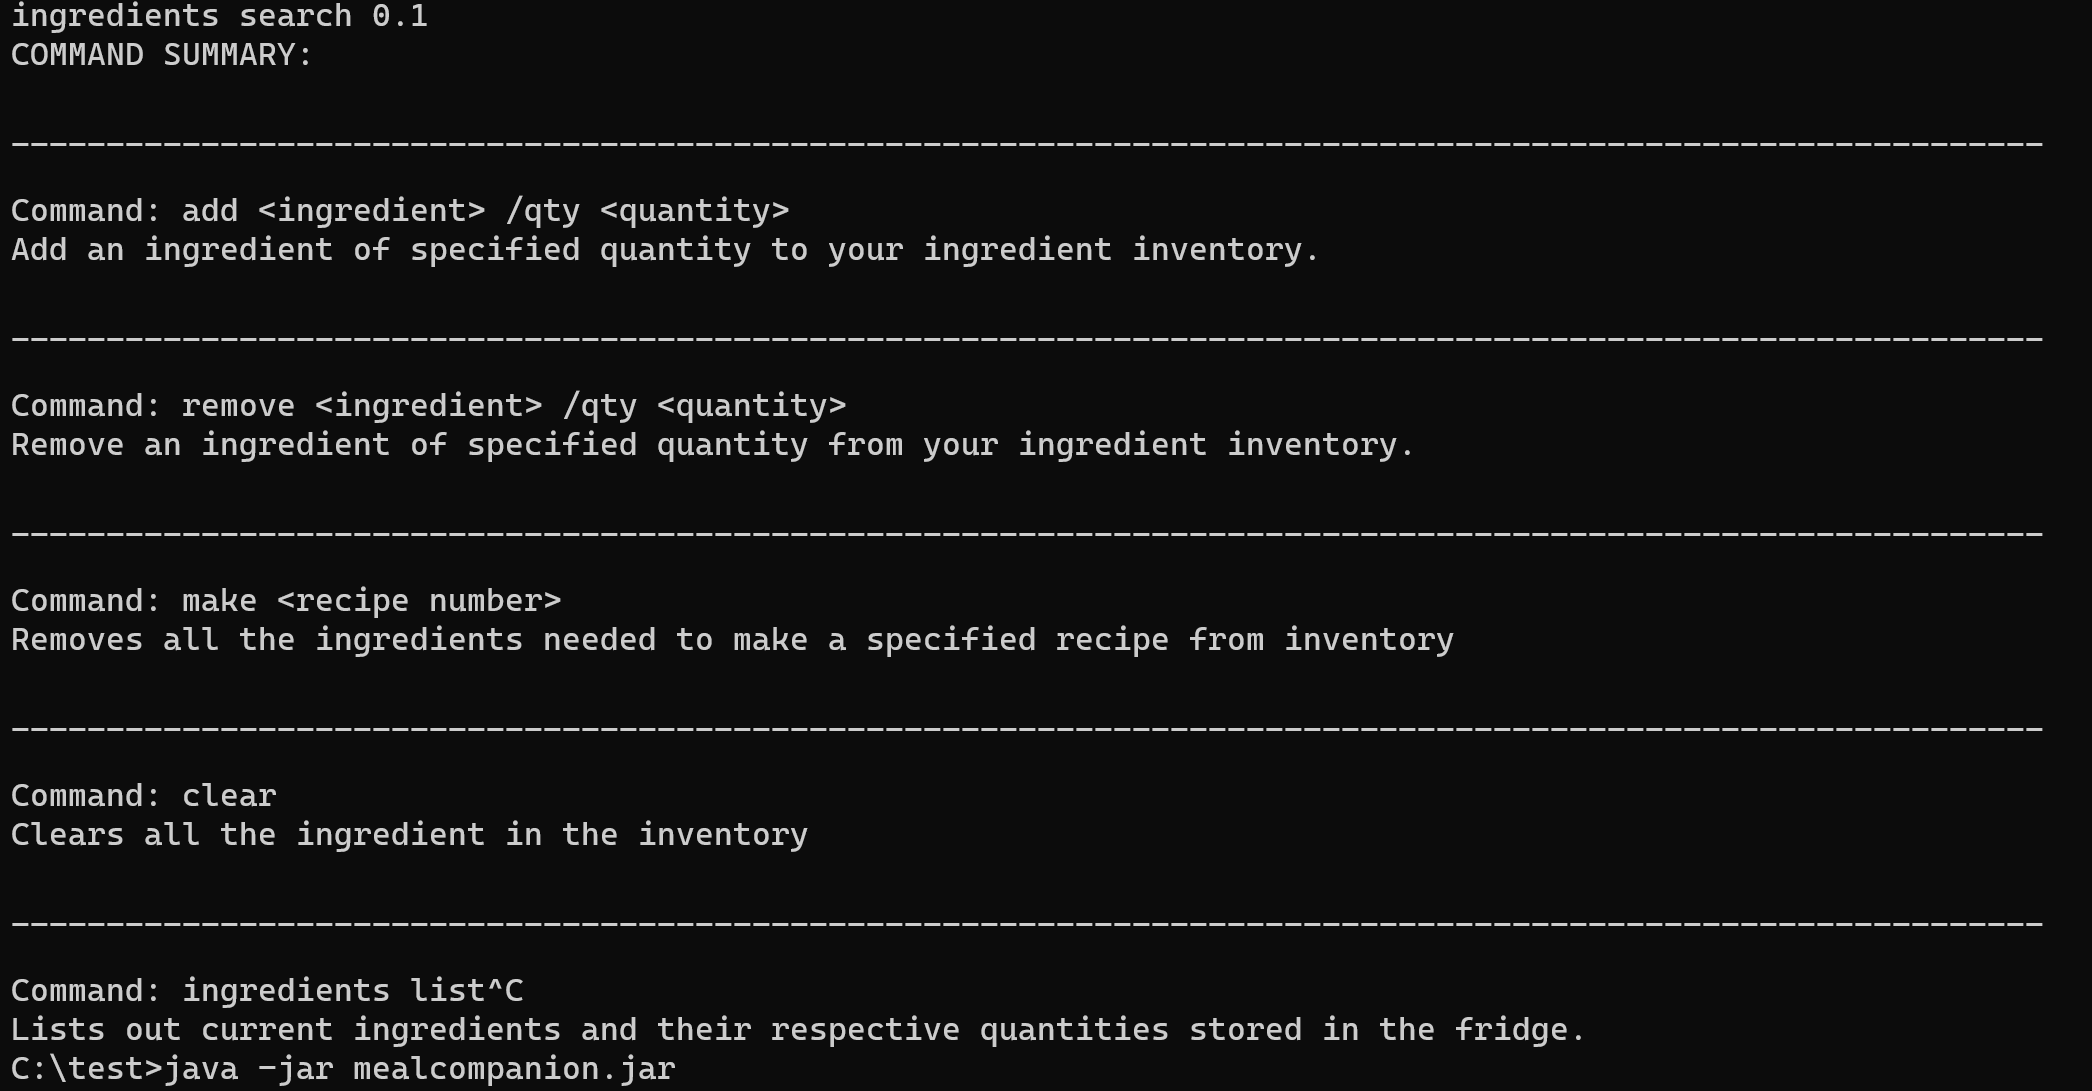 ingredients search 0.1
COMMAND SUMMARY:
-------------------------------------------------------------------------------------------------------------
Command: add <ingredient> /qty <quantity>
Add an ingredient of specified quantity to your ingredient inventory.
-------------------------------------------------------------------------------------------------------------
Command: remove <ingredient> /qty <quantity>
Remove an ingredient of specified quantity from your ingredient inventory.
-------------------------------------------------------------------------------------------------------------
Command: make <recipe number>
Removes all the ingredients needed to make a specified recipe from inventory
-------------------------------------------------------------------------------------------------------------
Command: clear
Clears all the ingredient in the inventory
-------------------------------------------------------------------------------------------------------------
Command: ingredients list^C
Lists out current ingredients and their respective quantities stored in the fridge.
C:\test>java -jar mealcompanion.jar